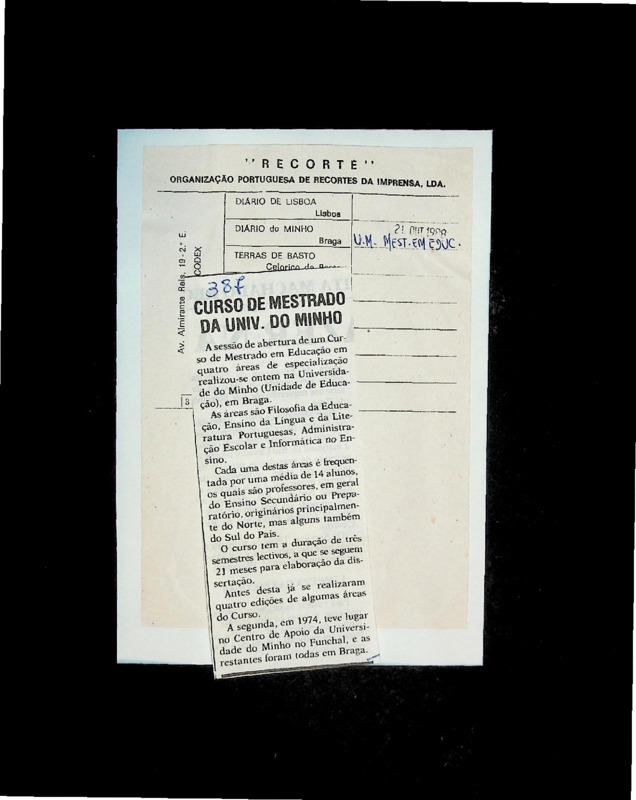 "RECORTE"
ORGANIZAÇÃO PORTUGUESA DE RECORTES DA IMPRENSA, LDA.
Av. Almirante Reis, 19-2.º E.
CODEX
DIÁRIO DE LISBOA
Lisboa
DIÁRIO do MINHO
Braga
TERRAS DE BASTO
Celorico de
21 OUT 1988
U.M. MEST. EM EDUC.
387
CURSO DE MESTRADO
DA UNIV. DO MINHO
A sessão de abertura de um Cur-
so de Mestrado em Educação em
quatro áreas de especialização
realizou-se ontem na Universida-
de do Minho (Unidade de Educa-
ção), em Braga.
As áreas são Filosofia da Educa-
ção, Ensino da Língua e da Lite-
ratura Portuguesas, Administra-
ção Escolar e Informática no En-
sino.
Cada uma destas áreas é frequen-
tada por uma média de 14 alunos,
os quais são professores, em geral
do Ensino Secundário ou Prepa-
ratório, originários principalmen-
te do Norte, mas alguns também
do Sul do País.
O curso tem a duração de três
semestres lectivos, a que se seguem
21 meses para elaboração da dis-
sertação.
Antes desta já se realizaram
quatro edições de algumas áreas
do Curso.
A segunda, em 1974, teve lugar
no Centro de Apoio da Universi-
dade do Minho no Funchal, e as
restantes foram todas em Braga.